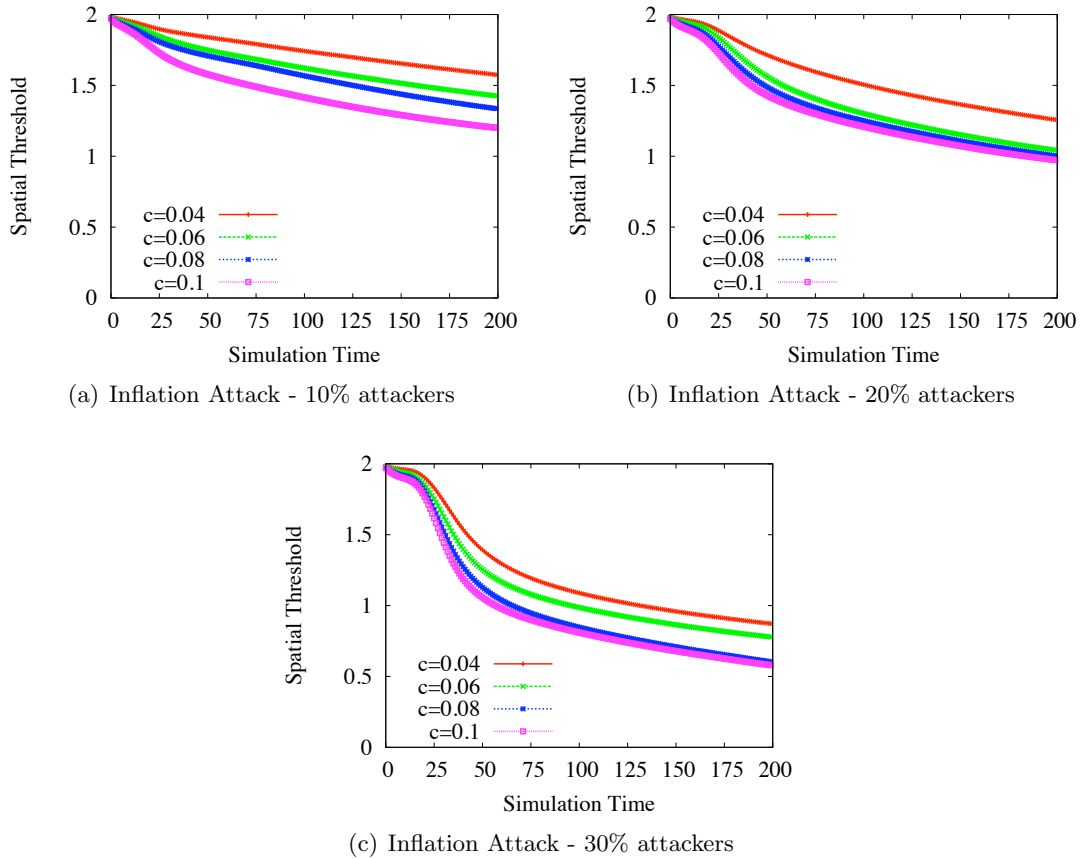 2
1.5
1
0.5
0
Spatial Threshold
c=0.04
c=0.06
c=0.08
c=0.1
0 25 50 75 100 125 150 175 200
Simulation Time
(a) Inflation Attack - 10% attackers
2
1.5
1
0.5
0
Spatial Threshold
c=0.04
c=0.06
c=0.08
c=0.1
0 25 50 75 100 125 150 175 200
Simulation Time
(b) Inflation Attack - 20% attackers
2
1.5
1
0.5
0
Spatial Threshold
c=0.04
c=0.06
c=0.08
c=0.1
0 25 50 75 100 125 150 175 200
Simulation Time
(c) Inflation Attack - 30% attackers